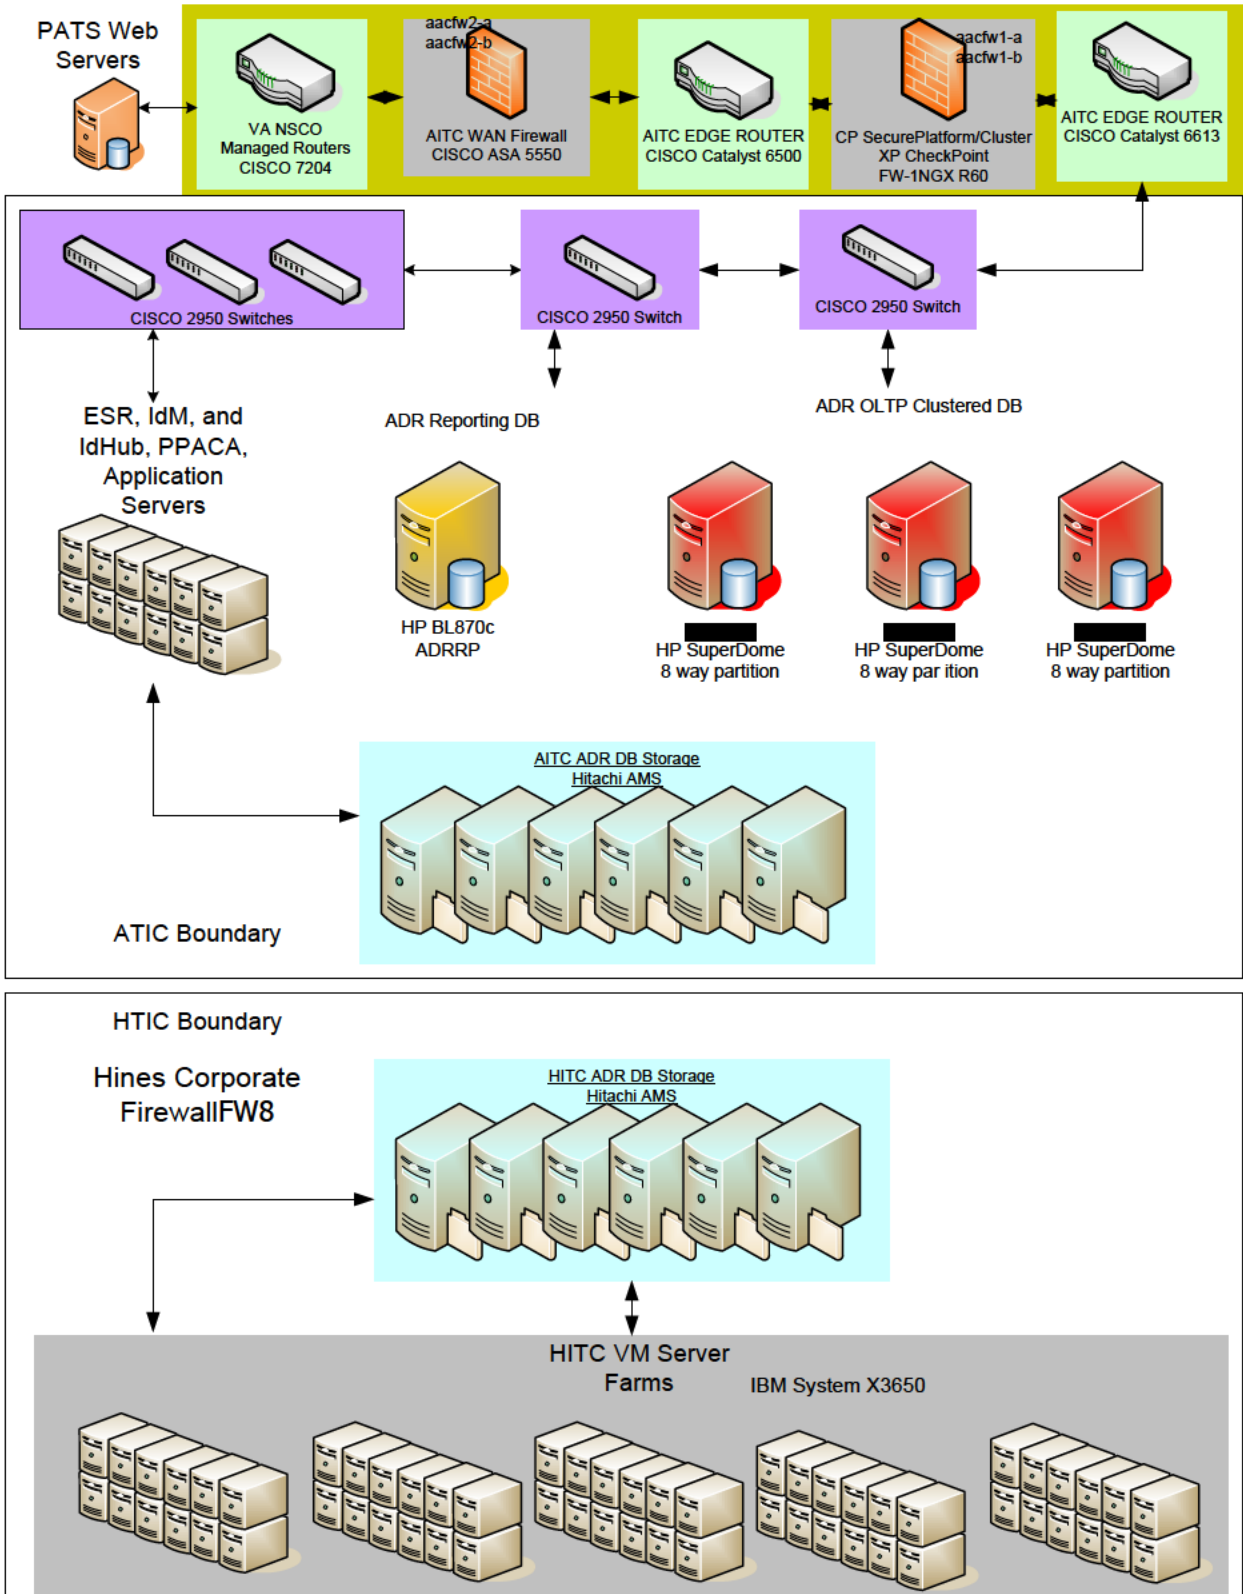 PATS Web
Servers
VA NSCO
Managed Routers
CISCO 7204
aacfw2-a
aacfw2-b
AITC WAN Firewall
CISCO ASA 5550
AITC EDGE ROUTER
CISCO Catalyst 6500
aacfw1-a
aacfw1-b
CP SecurePlatform/Cluster
XP CheckPoint
FW-1NGX R60
AITC EDGE ROUTER
CISCO Catalyst 6613
CISCO 2950 Switches
CISCO 2950 Switch
CISCO 2950 Switch
ESR, IdM, and
IdHub, PPACA,
Application
Servers
ADR Reporting DB
ADR OLTP Clustered DB
HP BL870c
ADRRP
HP SuperDome
8 way partition
HP SuperDome
8 way par ition
HP SuperDome
8 way partition
AITC ADR DB Storage
Hitachi AMS
ATIC Boundary
HTIC Boundary
Hines Corporate
FirewallFW8
HITC ADR DB Storage
Hitachi AMS
HITC VM Server
Farms
IBM System X3650